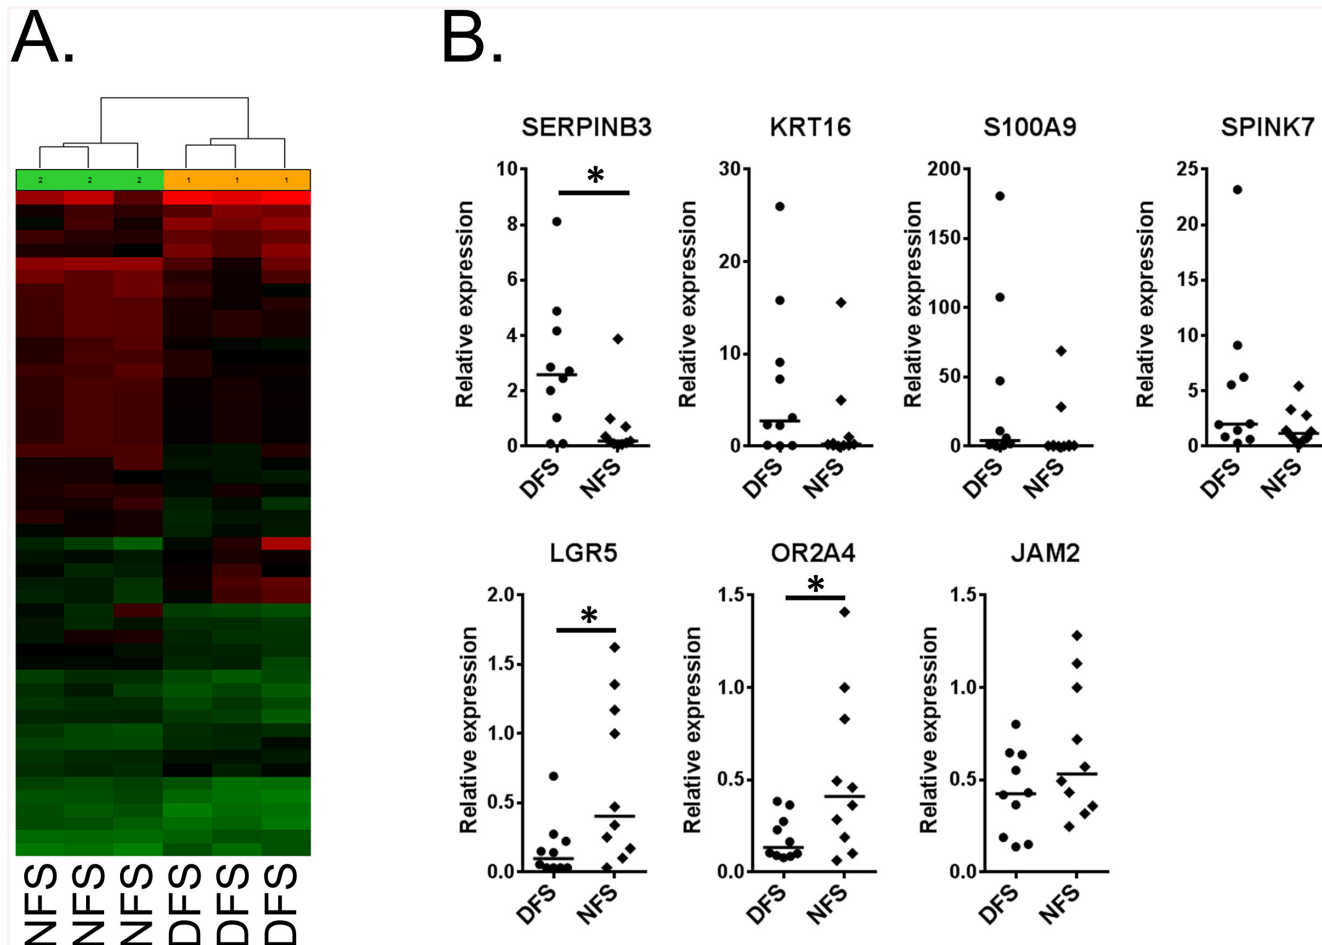 A.
B.
2 2 2 1 1 1
NFS NFS NFS DFS DFS DFS
SERPINB3
*
Relative expression
10
8
6
4
2
0
DFS NFS
KRT16
Relative expression
30
20
10
0
DFS NFS
S100A9
Relative expression
200
150
100
50
0
DFS NFS
SPINK7
Relative expression
25
20
15
10
5
0
DFS NFS
LGR5
*
Relative expression
2.0
1.5
1.0
0.5
0.0
DFS NFS
OR2A4
*
Relative expression
1.5
1.0
0.5
0.0
DFS NFS
JAM2
Relative expression
1.5
1.0
0.5
0.0
DFS NFS